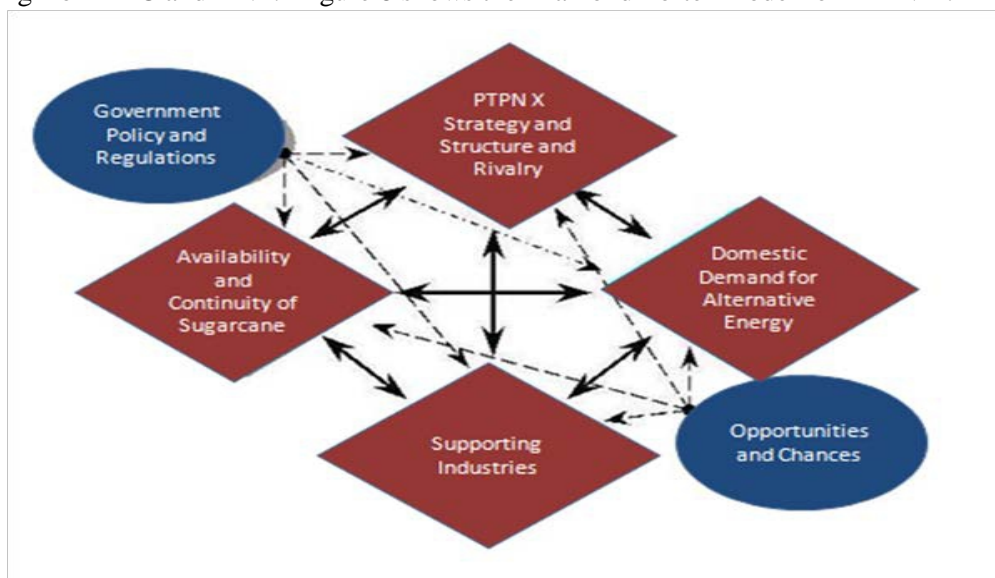 Government
Policy and
Regulations
PTPN X
Strategy and
Structure and
Rivalry
Availability
and
Continuity of
Sugarcane
Domestic
Demand for
Alternative
Energy
Supporting
Industries
Opportunities
and Chances